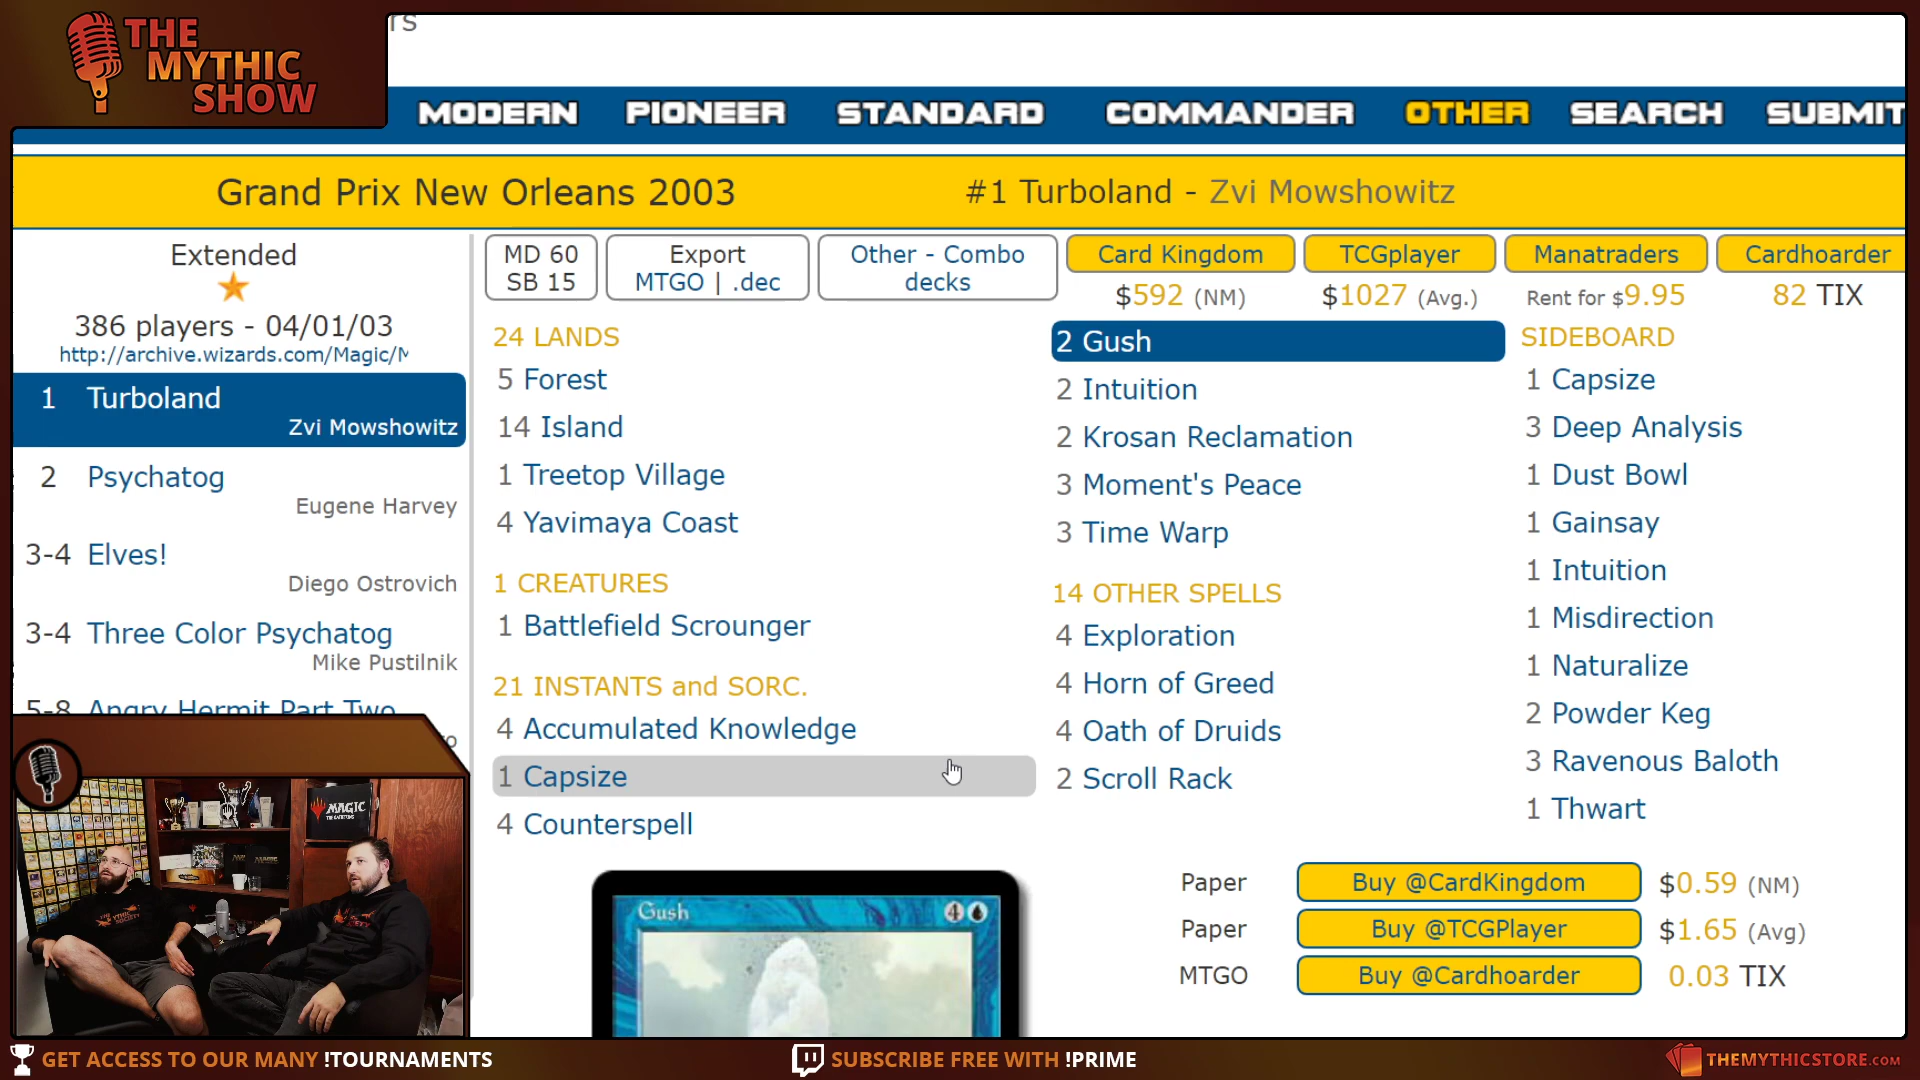 THE
MYTHIC
SHOW
rs
MODERN PIONEER STANDARD COMMANDER OTHER SEARCH SUBMIT
Grand Prix New Orleans 2003
#1 Turboland - Zvi Mowshowitz
Extended
386 players - 04/01/03
http://archive.wizards.com/Magic/M
1 Turboland
Zvi Mowshowitz
2 Psychatog
Eugene Harvey
3-4 Elves!
Diego Ostrovich
3-4 Three Color Psychatog
Mike Pustilnik
5-8 Angry Hermit Part Two
o
MD 60
SB 15
Export
MTGO | .dec
Other - Combo
decks
Card Kingdom
$592 (NM)
TCGplayer
$1027 (Avg.)
Manatraders
Rent for $9.95
Cardhoarder
82 TIX
24 LANDS
5 Forest
14 Island
1 Treetop Village
4 Yavimaya Coast
1 CREATURES
1 Battlefield Scrounger
21 INSTANTS and SORC.
4 Accumulated Knowledge
1 Capsize
4 Counterspell
2 Gush
2 Intuition
2 Krosan Reclamation
3 Moment's Peace
3 Time Warp
14 OTHER SPELLS
4 Exploration
4 Horn of Greed
4 Oath of Druids
2 Scroll Rack
SIDEBOARD
1 Capsize
3 Deep Analysis
1 Dust Bowl
1 Gainsay
1 Intuition
1 Misdirection
1 Naturalize
2 Powder Keg
3 Ravenous Baloth
1 Thwart
Gush 4
Paper Buy @CardKingdom $0.59 (NM)
Paper Buy @TCGPlayer $1.65 (Avg)
MTGO Buy @Cardhoarder 0.03 TIX
MAGIC
GET ACCESS TO OUR MANY !TOURNAMENTS
SUBSCRIBE FREE WITH !PRIME
THEMYTHICSTORE.COM